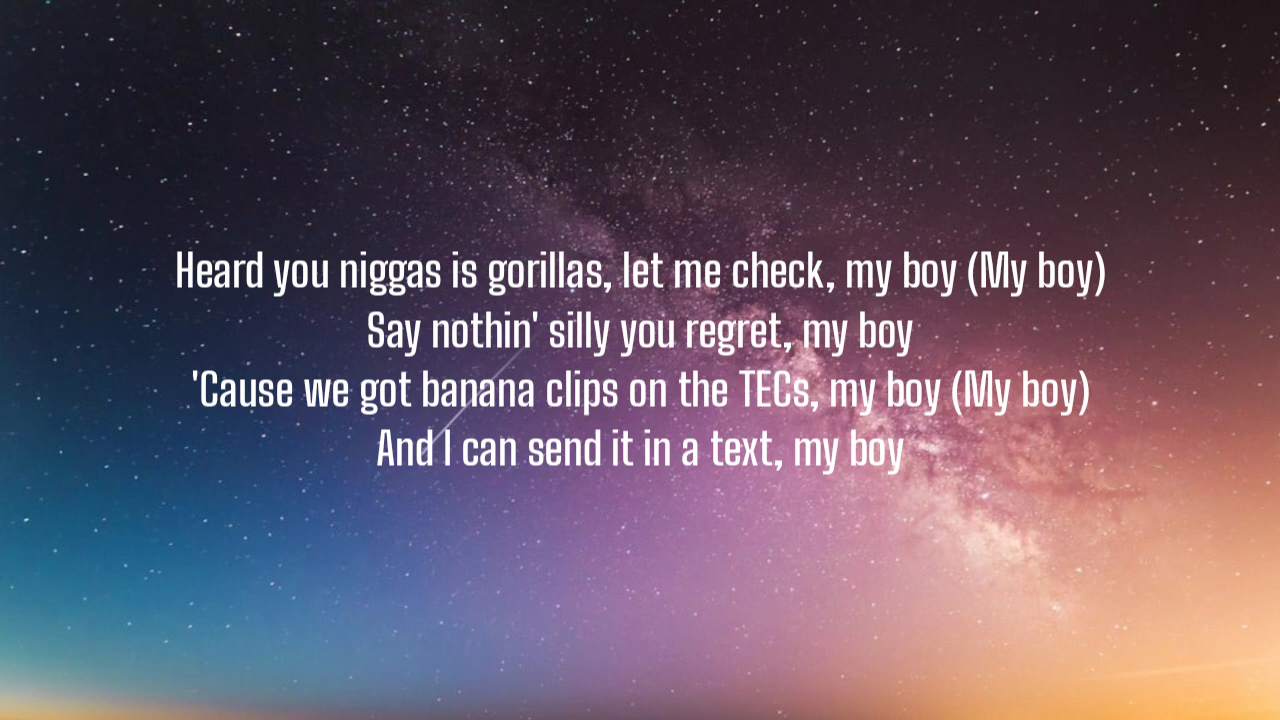 Heard you niggas is gorillas, let me check, my boy (My boy)
Say nothin' silly you regret, my boy
'Cause we got banana clips on the TECs, my boy (My boy)
And I can send it in a text, my boy